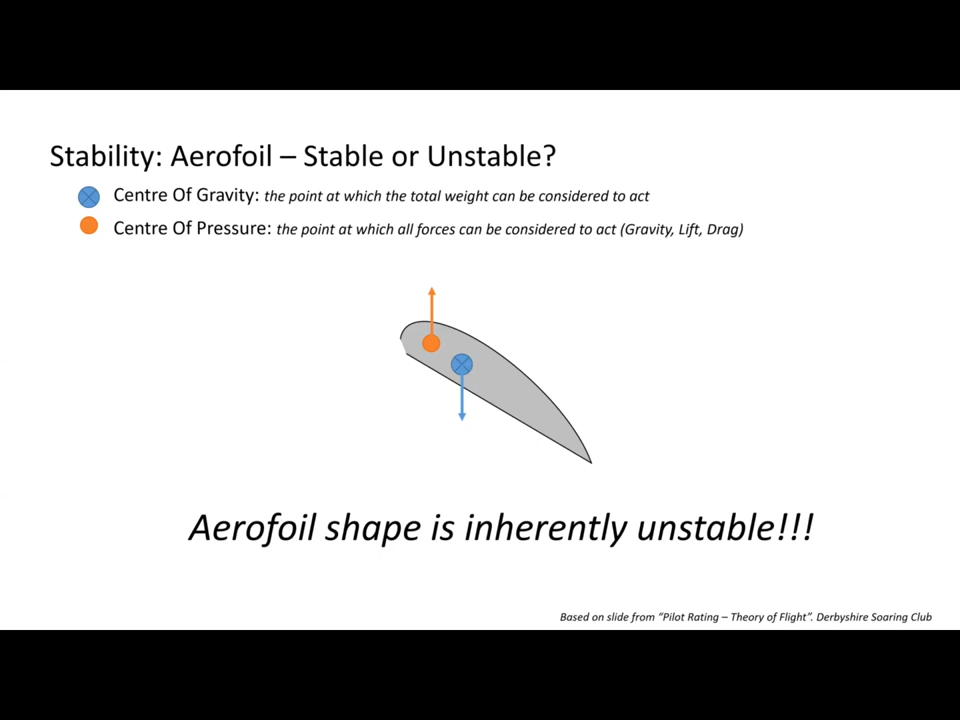 Stability: Aerofoil – Stable or Unstable?
Centre Of Gravity: the point at which the total weight can be considered to act
Centre Of Pressure: the point at which all forces can be considered to act (Gravity, Lift, Drag)
Aerofoil shape is inherently unstable!!!
Based on slide from “Pilot Rating – Theory of Flight”. Derbyshire Soaring Club